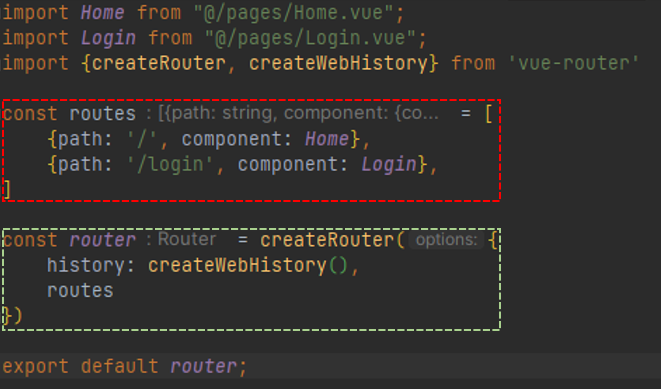 import Home from "@/pages/Home.vue";
import Login from "@/pages/Login.vue";
import {createRouter, createWebHistory} from 'vue-router'
const routes : [{path: string, component: {co... = [
{path: '/', component: Home},
{path: '/login', component: Login},
]
const router : Router = createRouter( options: {
history: createWebHistory(),
routes
})
export default router;